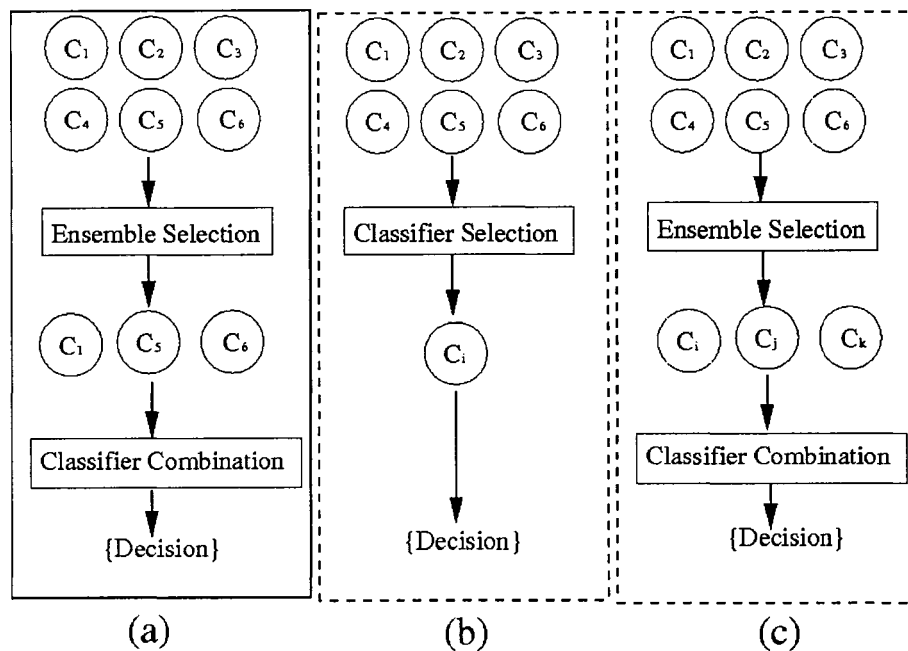 C₁ C₂ C₃
C₄ C₅ C₆
Ensemble Selection
C₁ C₅ C₆
Classifier Combination
{Decision}
(a)
C₁ C₂ C₃
C₄ C₅ C₆
Classifier Selection
Cᵢ
{Decision}
(b)
C₁ C₂ C₃
C₄ C₅ C₆
Ensemble Selection
Cᵢ Cⱼ Cₖ
Classifier Combination
{Decision}
(c)